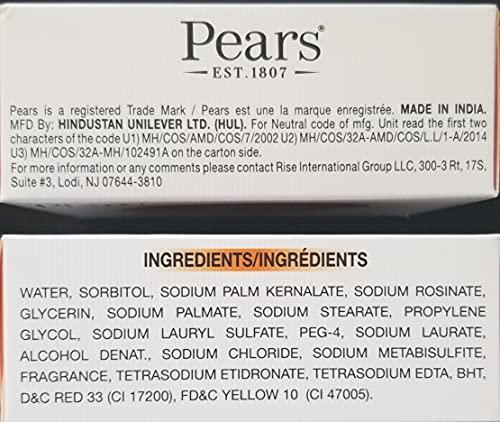 Pears®
EST.1807
Pears is a registered Trade Mark / Pears est une la marque enregistrée. MADE IN INDIA.
MFD By: HINDUSTAN UNILEVER LTD. (HUL). For Neutral code of mfg. Unit read the first two
characters of the code U1) MH/COS/AMD/COS/7/2002 U2) MH/COS/32A-AMD/COS/L.L/1-A/2014
U3) MH/COS/32A-MH/102491A on the carton side.
For more information or any comments please contact Rise International Group LLC, 300-3 Rt, 17S,
Suite #3, Lodi, NJ 07644-3810
INGREDIENTS/INGRÉDIENTS
WATER, SORBITOL, SODIUM PALM KERNALATE, SODIUM ROSINATE,
GLYCERIN, SODIUM PALMATE, SODIUM STEARATE, PROPYLENE
GLYCOL, SODIUM LAURYL SULFATE, PEG-4, SODIUM LAURATE,
ALCOHOL DENAT., SODIUM CHLORIDE, SODIUM METABISULFITE,
FRAGRANCE, TETRASODIUM ETIDRONATE, TETRASODIUM EDTA, BHT,
D&C RED 33 (CI 17200), FD&C YELLOW 10 (CI 47005).